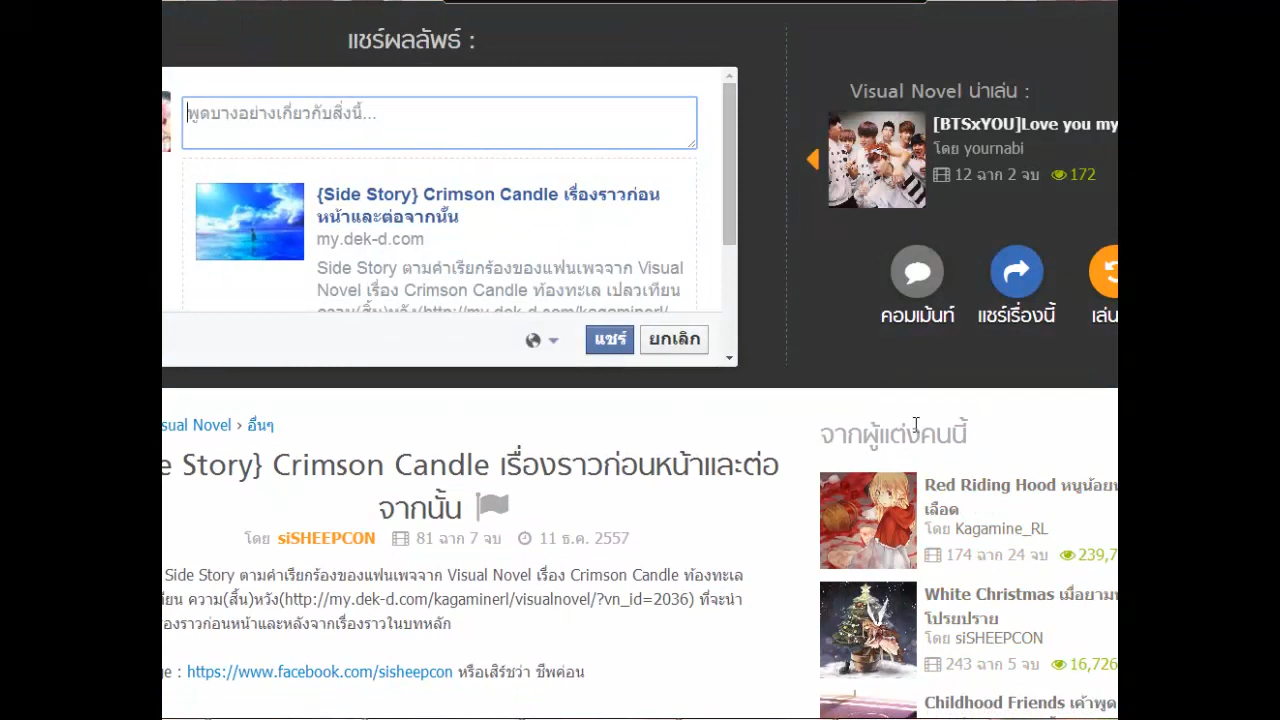 แชร์ผลลัพธ์ :
พูดบางอย่างเกี่ยวกับสิ่งนี้...
{Side Story} Crimson Candle เรื่องราวก่อน
หน้าและต่อจากนั้น
my.dek-d.com
Side Story ตามคำเรียกร้องของแฟนเพจจาก Visual
Novel เรื่อง Crimson Candle ท้องทะเล เปลวเทียน
ความ(สิ้น)หวัง(http://my.dek-d.com/kagaminerl/
แชร์
ยกเลิก
Visual Novel น่าเล่น :
[BTSxYOU]Love you my
โดย yournabi
12 ฉาก 2 จบ 172
คอมเม้นท์
แชร์เรื่องนี้
เล่น
sual Novel › อื่นๆ
e Story} Crimson Candle เรื่องราวก่อนหน้าและต่อ
จากนั้น
โดย siSHEEPCON 81 ฉาก 7 จบ 11 ธ.ค. 2557
Side Story ตามคำเรียกร้องของแฟนเพจจาก Visual Novel เรื่อง Crimson Candle ท้องทะเล
ทียน ความ(สิ้น)หวัง(http://my.dek-d.com/kagaminerl/visualnovel/?vn_id=2036) ที่จะนำ
องราวก่อนหน้าและหลังจากเรื่องราวในบทหลัก
ge : https://www.facebook.com/sisheepcon หรือเสิร์ชว่า ชีพค่อน
จากผู้แต่งคนนี้
Red Riding Hood หนูน้อย
เลือด
โดย Kagamine_RL
174 ฉาก 24 จบ 239,7
White Christmas เมื่อยาม
โปรยปราย
โดย siSHEEPCON
243 ฉาก 5 จบ 16,726
Childhood Friends เค้าพูด